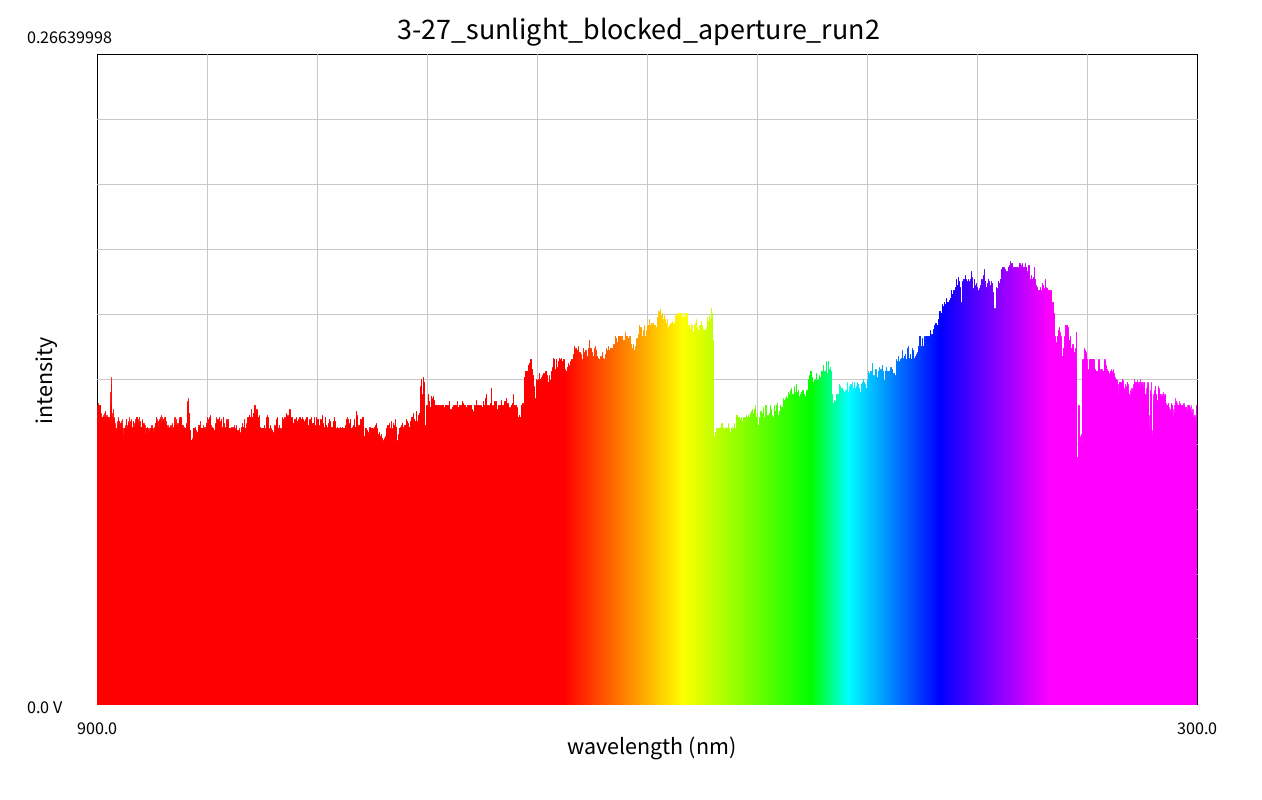 3-27_sunlight_blocked_aperture_run2
0.26639998
intensity
0.0 V
900.0
300.0
wavelength (nm)